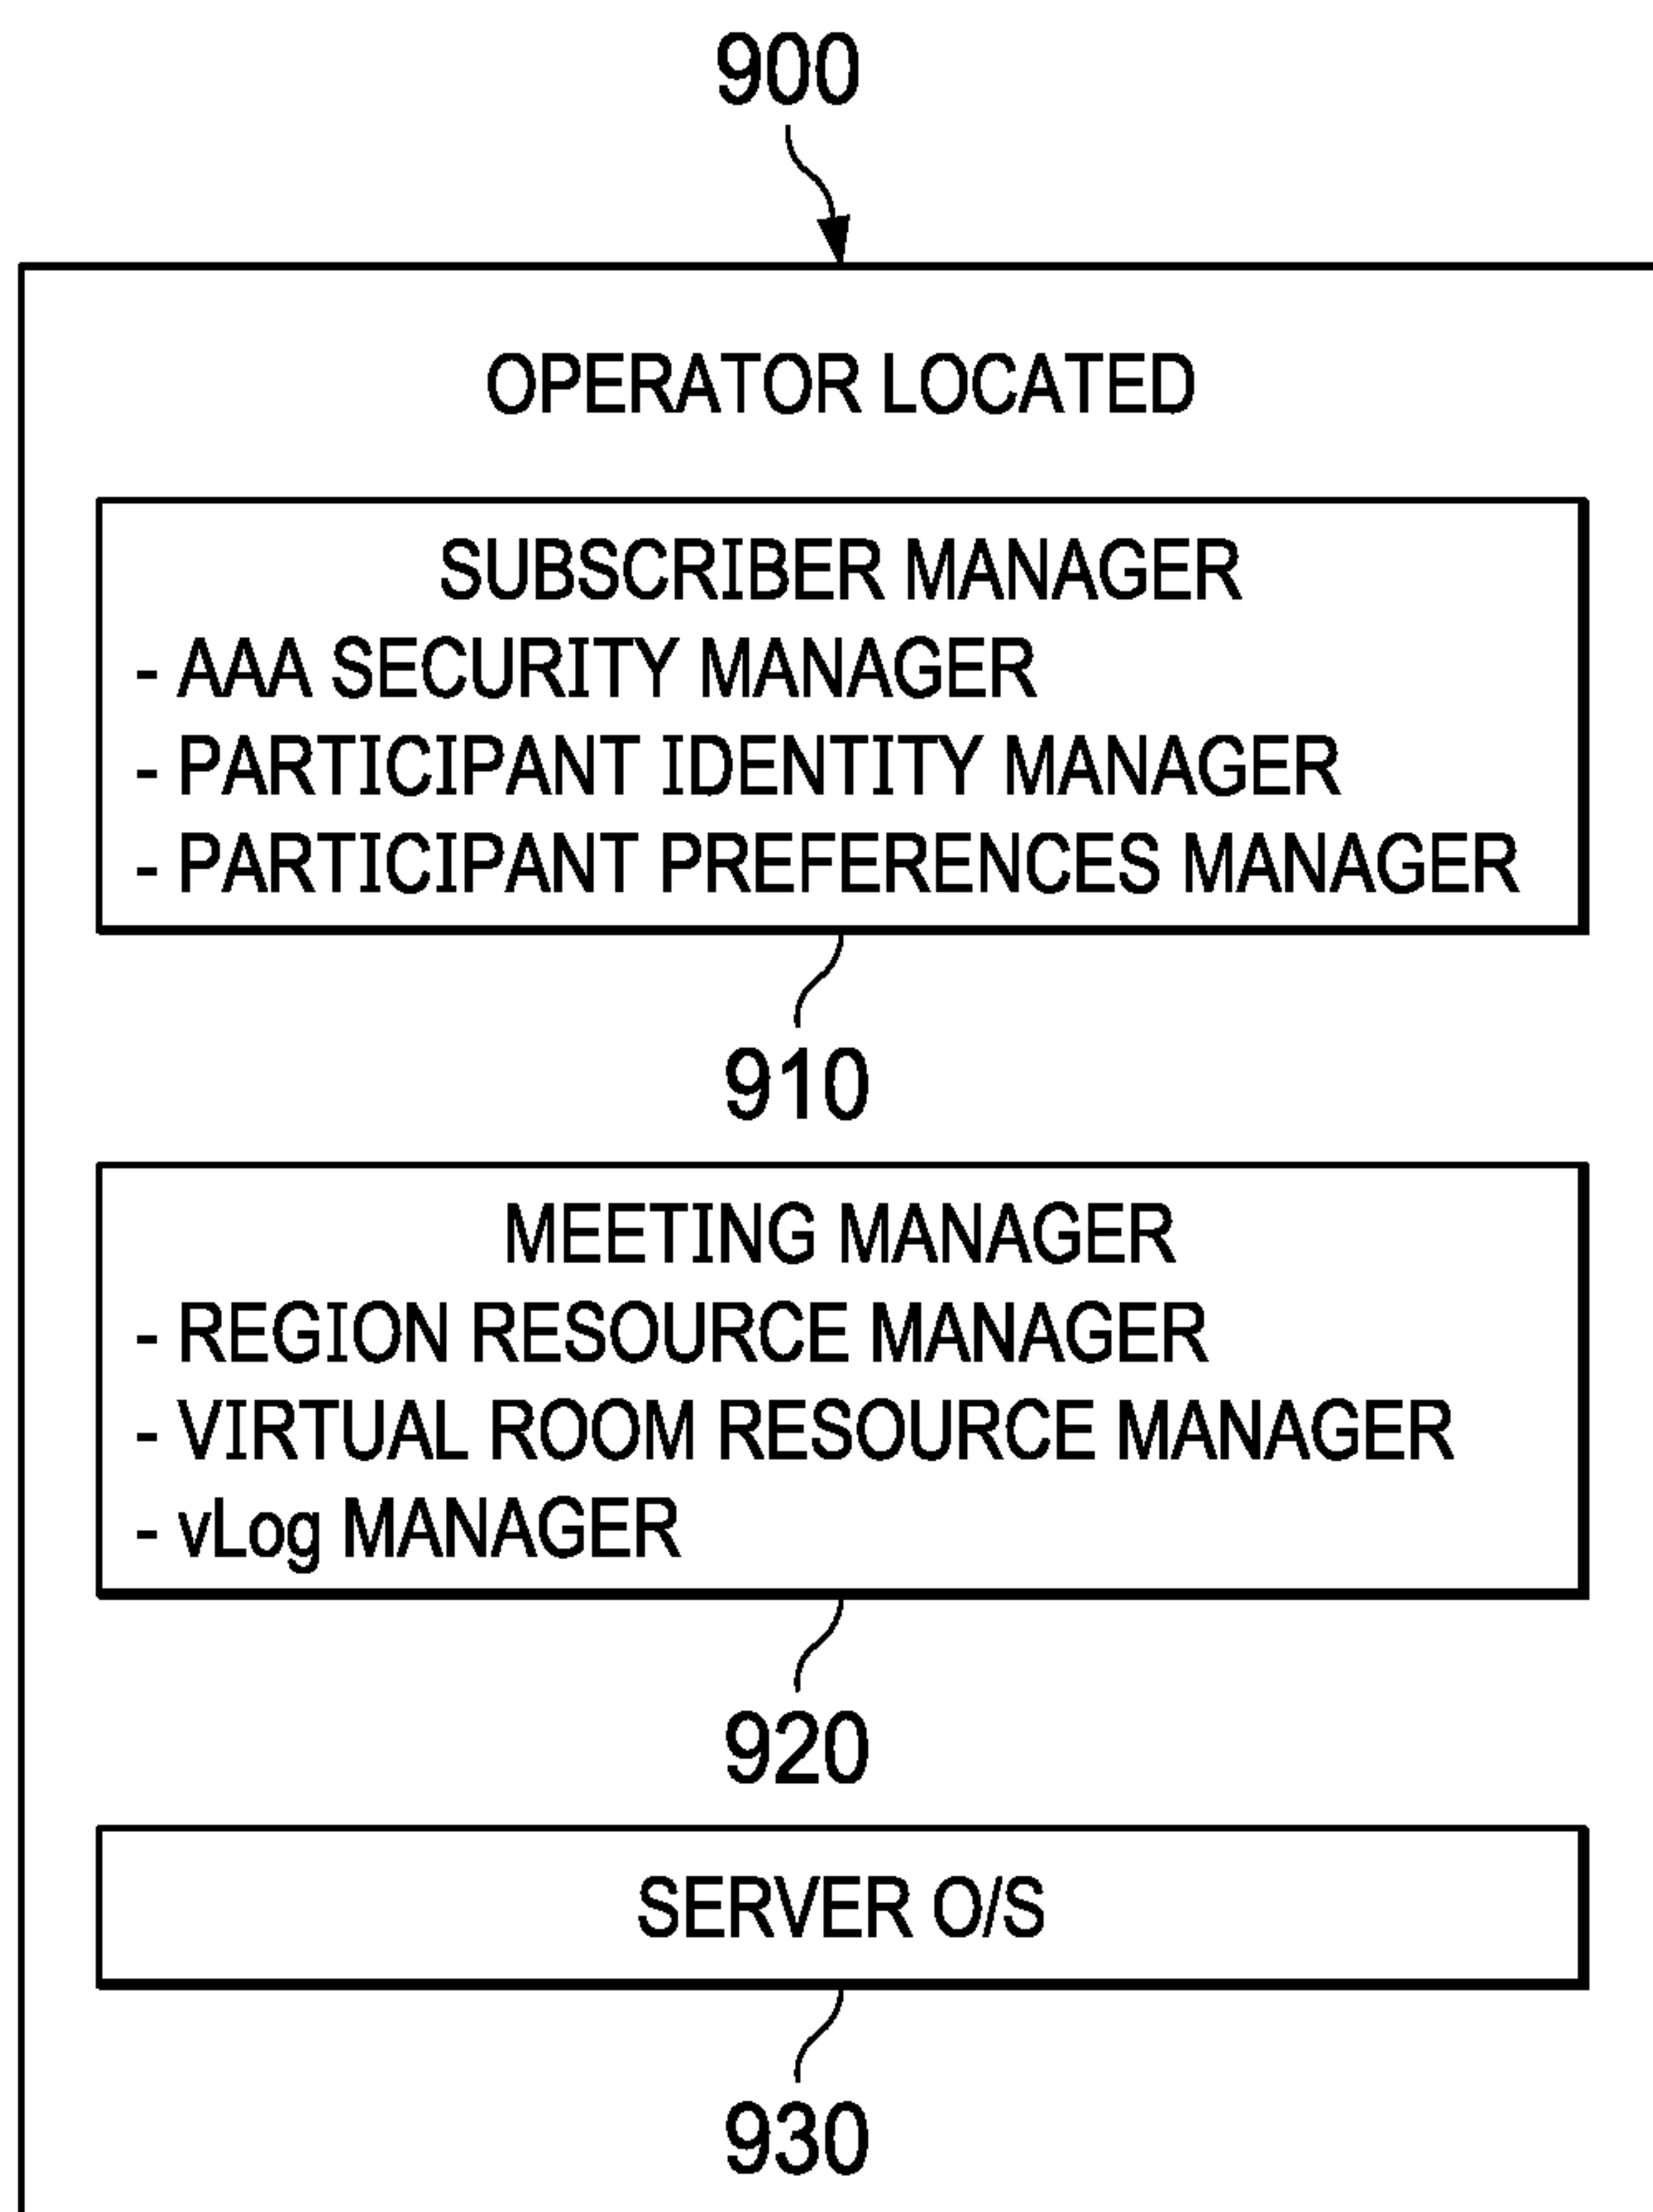 900
OPERATOR LOCATED
SUBSCRIBER MANAGER
- AAA SECURITY MANAGER
- PARTICIPANT IDENTITY MANAGER
- PARTICIPANT PREFERENCES MANAGER
910
MEETING MANAGER
- REGION RESOURCE MANAGER
- VIRTUAL ROOM RESOURCE MANAGER
- vLog MANAGER
920
SERVER O/S
930